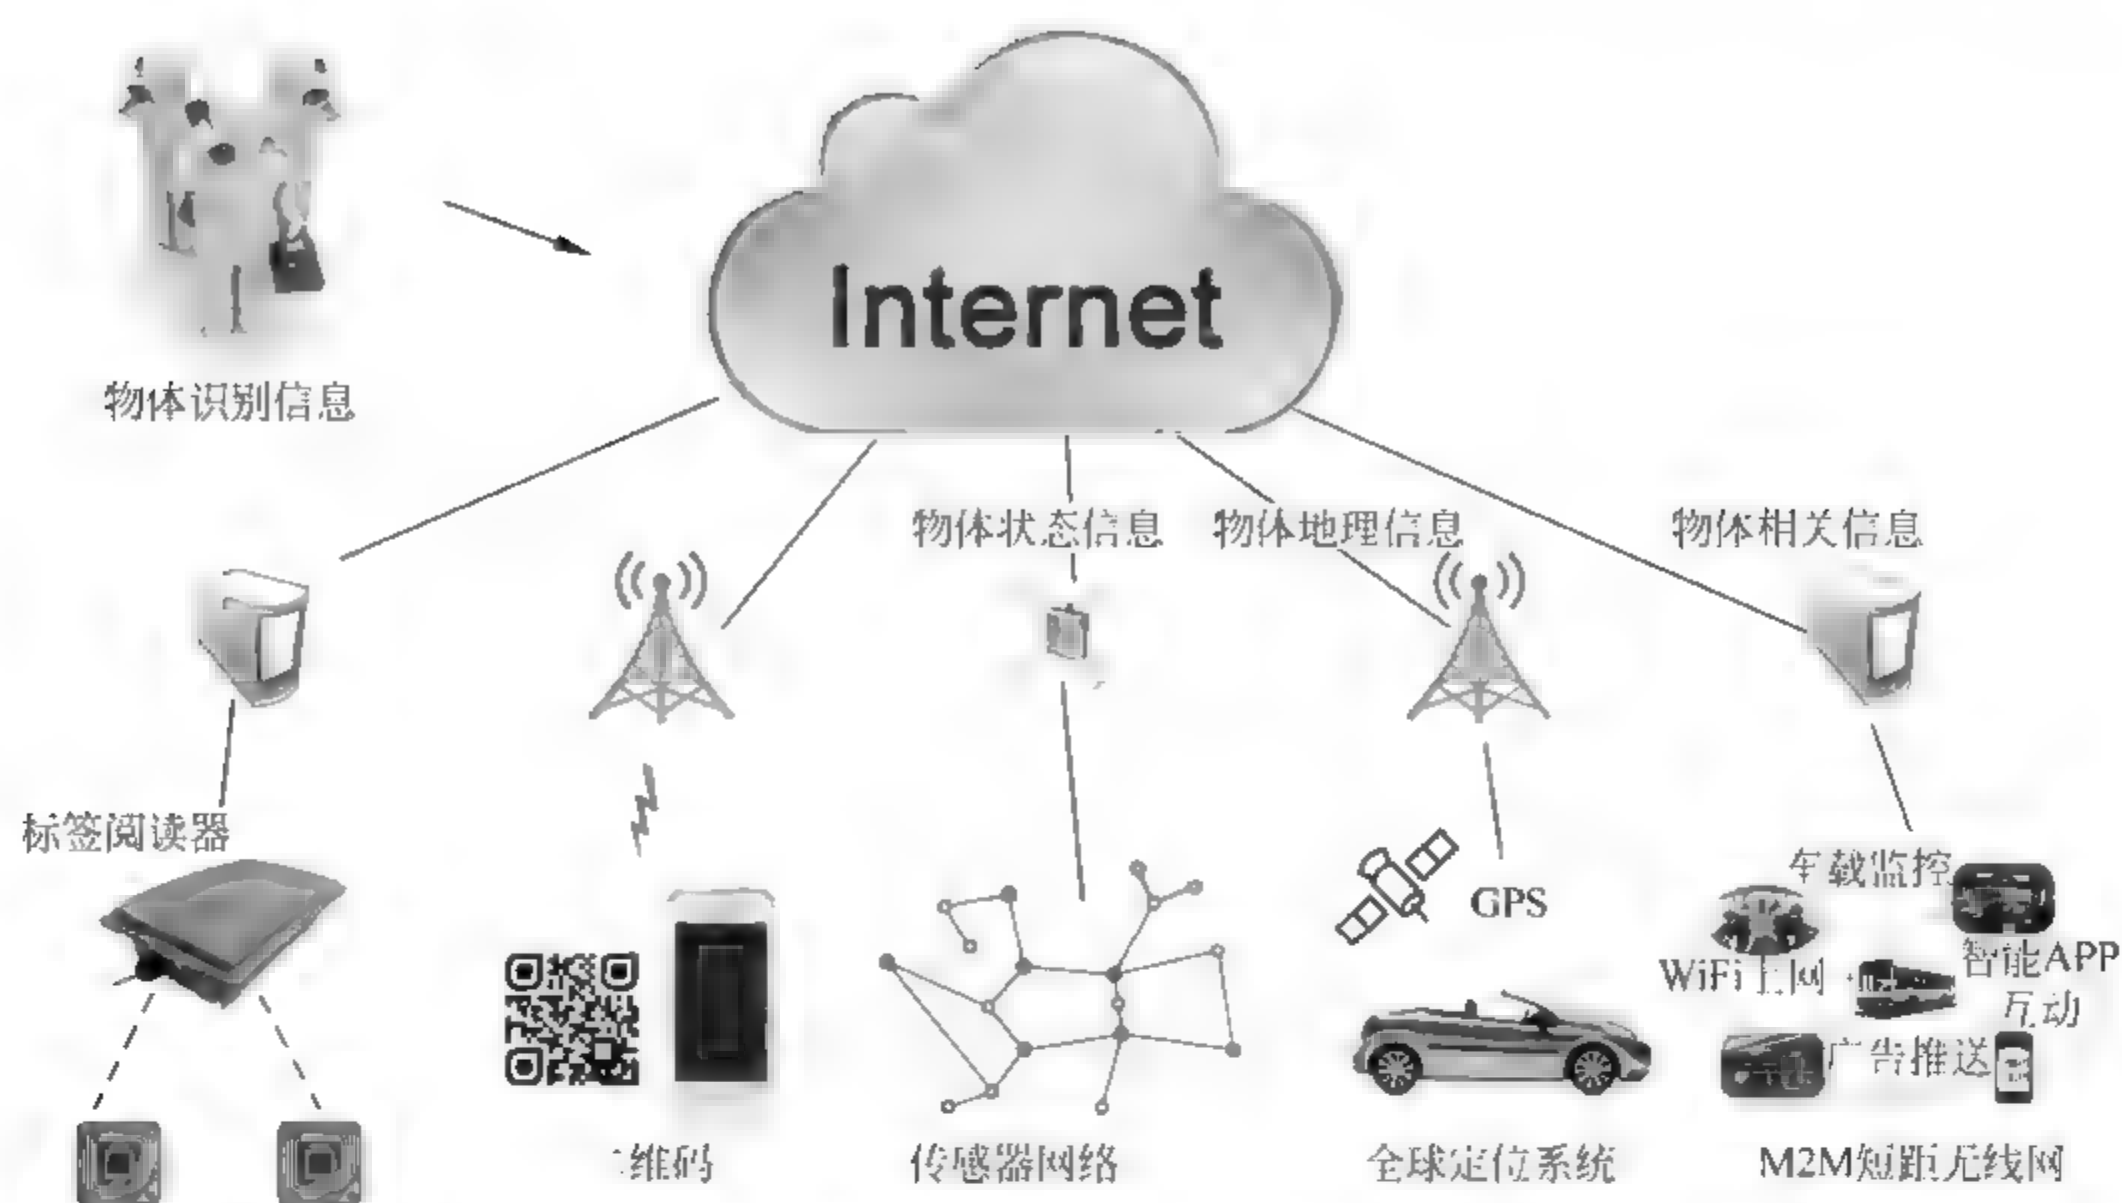 Internet
物体识别信息
物体状态信息
物体地理信息
物体相关信息
标签阅读器
车载监控
GPS
智能APP
互动
WiFi上网
广告推送
二维码
传感器网络
全球定位系统
M2M短距无线网